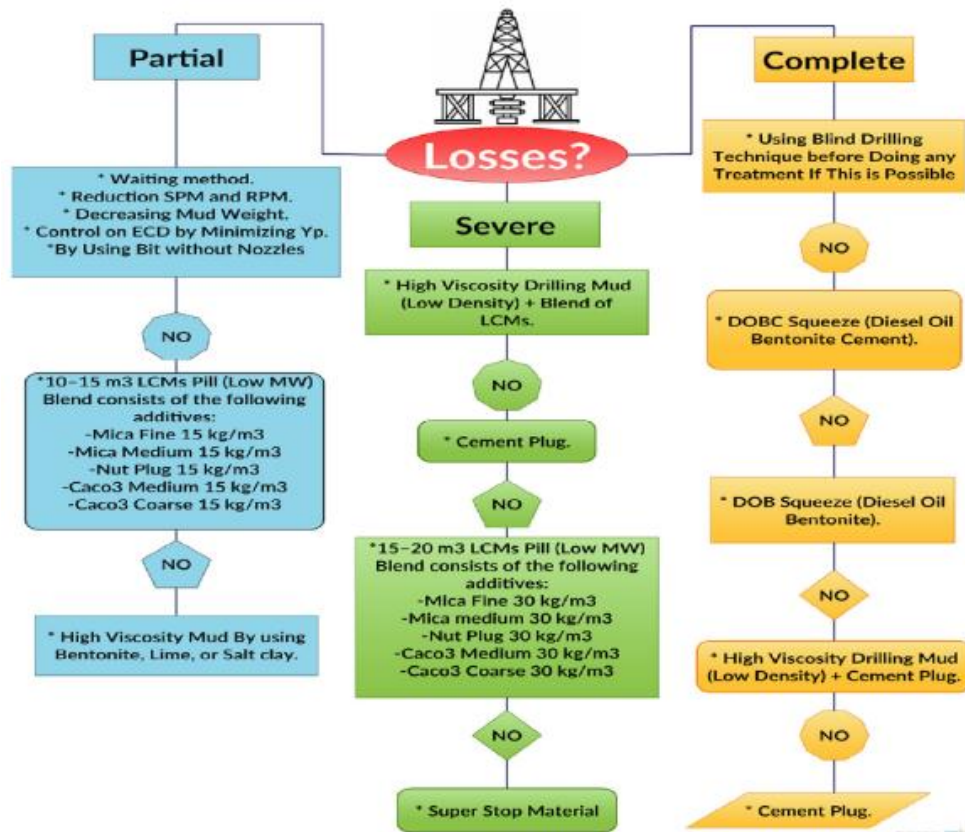 Losses?
Partial
* Waiting method.
* Reduction SPM and RPM.
* Decreasing Mud Weight.
* Control on ECD by Minimizing Yp.
*By Using Bit without Nozzles
NO
*10–15 m3 LCMs Pill (Low MW)
Blend consists of the following
additives:
-Mica Fine 15 kg/m3
-Mica Medium 15 kg/m3
-Nut Plug 15 kg/m3
-Caco3 Medium 15 kg/m3
-Caco3 Coarse 15 kg/m3
NO
* High Viscosity Mud By using
Bentonite, Lime, or Salt clay.
Severe
* High Viscosity Drilling Mud
(Low Density) + Blend of
LCMs.
NO
* Cement Plug.
NO
*15–20 m3 LCMs Pill (Low MW)
Blend consists of the following
additives:
-Mica Fine 30 kg/m3
-Mica medium 30 kg/m3
-Nut Plug 30 kg/m3
-Caco3 Medium 30 kg/m3
-Caco3 Coarse 30 kg/m3
NO
* Super Stop Material
Complete
* Using Blind Drilling
Technique before Doing any
Treatment If This is Possible
NO
* DOBC Squeeze (Diesel Oil
Bentonite Cement).
NO
* DOB Squeeze (Diesel Oil
Bentonite).
NO
* High Viscosity Drilling Mud
(Low Density) + Cement Plug.
NO
* Cement Plug.